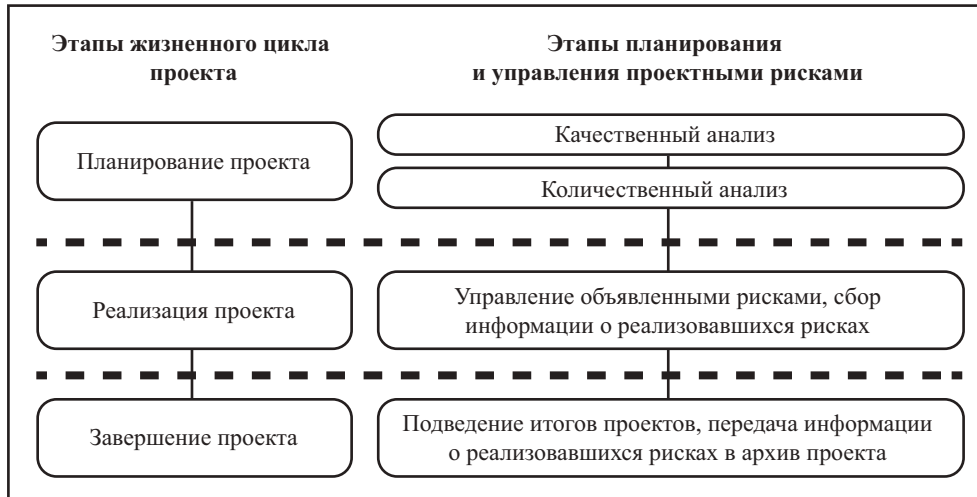 Этапы жизненного цикла
проекта
Этапы планирования
и управления проектными рисками
Планирование проекта
Качественный анализ
Количественный анализ
Реализация проекта
Управление объявленными рисками, сбор
информации о реализовавшихся рисках
Завершение проекта
Подведение итогов проектов, передача информации
о реализовавшихся рисках в архив проекта